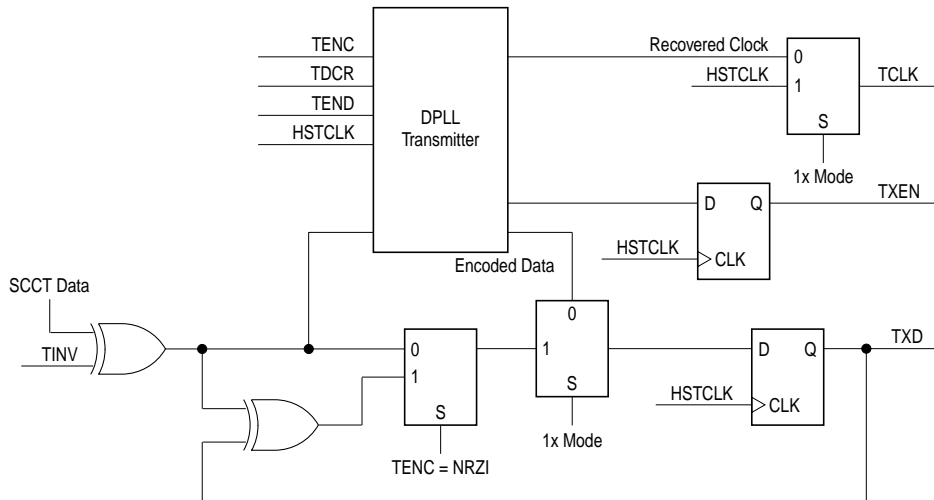 TENC
TDCR
TEND
HSTCLK
DPLL
Transmitter
Recovered Clock
HSTCLK
0
1
S
TCLK
1x Mode
D
Q
TXEN
HSTCLK
CLK
Encoded Data
SCCT Data
TINV
0
1
S
TENC = NRZI
0
1
S
1x Mode
D
Q
TXD
HSTCLK
CLK